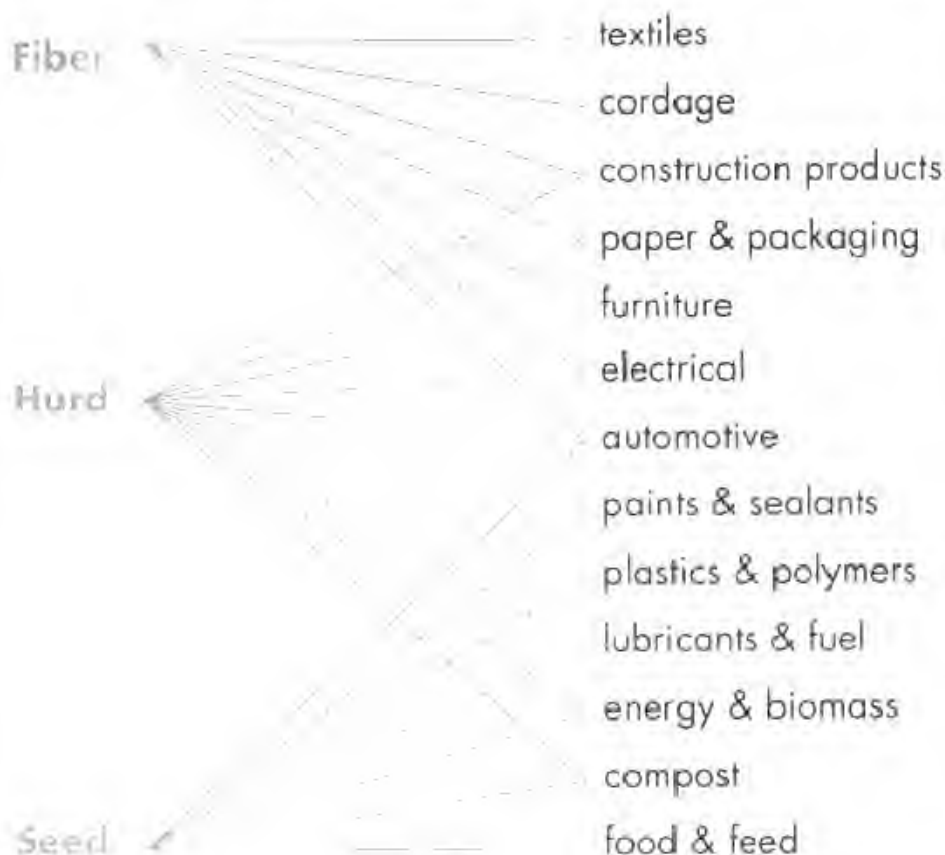 Fiber
textiles
cordage
construction products
paper & packaging
furniture
electrical
Hurd
automotive
paints & sealants
plastics & polymers
lubricants & fuel
energy & biomass
compost
Seed
food & feed